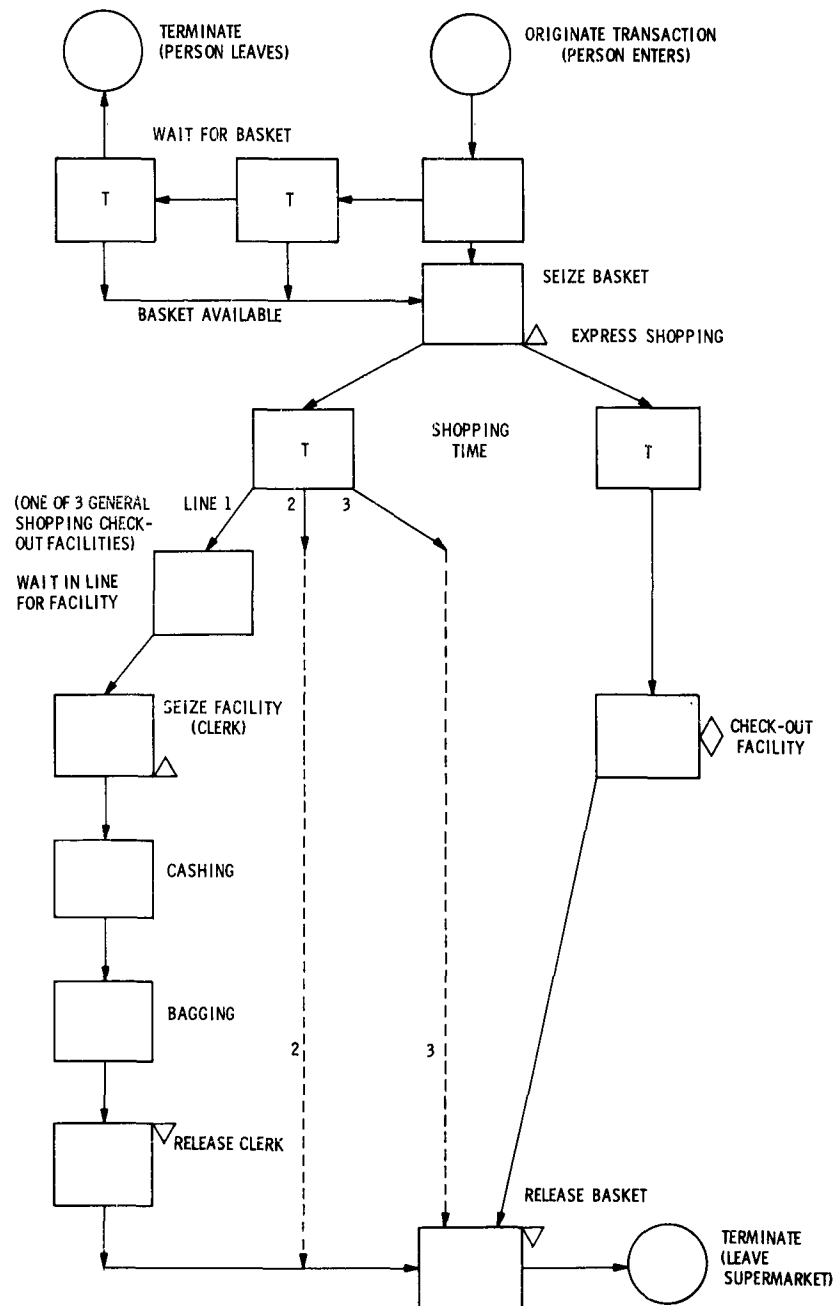 TERMINATE
(PERSON LEAVES)
ORIGINATE TRANSACTION
(PERSON ENTERS)
WAIT FOR BASKET
T
T
SEIZE BASKET
BASKET AVAILABLE
EXPRESS SHOPPING
T
SHOPPING
TIME
T
(ONE OF 3 GENERAL
SHOPPING CHECK-
OUT FACILITIES)
LINE 1
2
3
WAIT IN LINE
FOR FACILITY
SEIZE FACILITY
(CLERK)
CHECK-OUT
FACILITY
CASHING
BAGGING
2
3
RELEASE CLERK
RELEASE BASKET
TERMINATE
(LEAVE
SUPERMARKET)